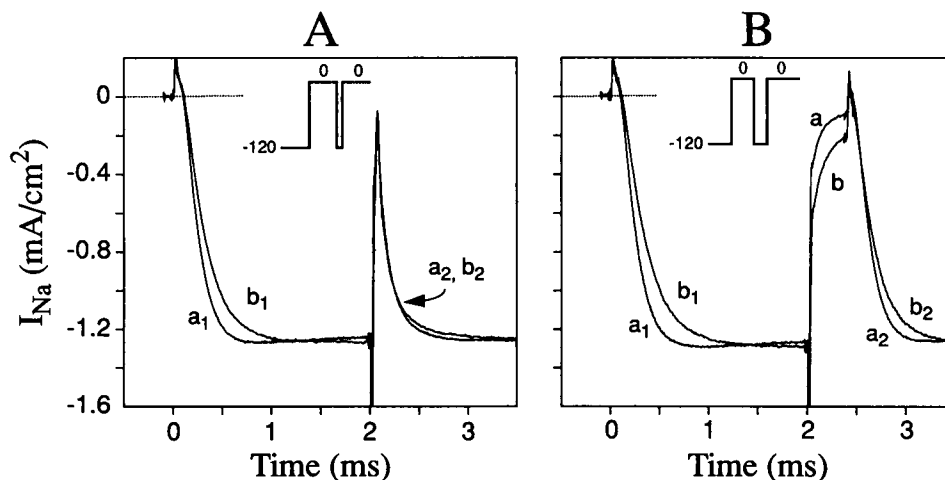 A
B
0 0
-120
0 0
-120
I_Na (mA/cm²)
0
-0.4
-0.8
-1.2
-1.6
a₁
b₁
a₂, b₂
a₁
b₁
a
b
b₂
a₂
0 1 2 3
0 1 2 3
Time (ms)
Time (ms)